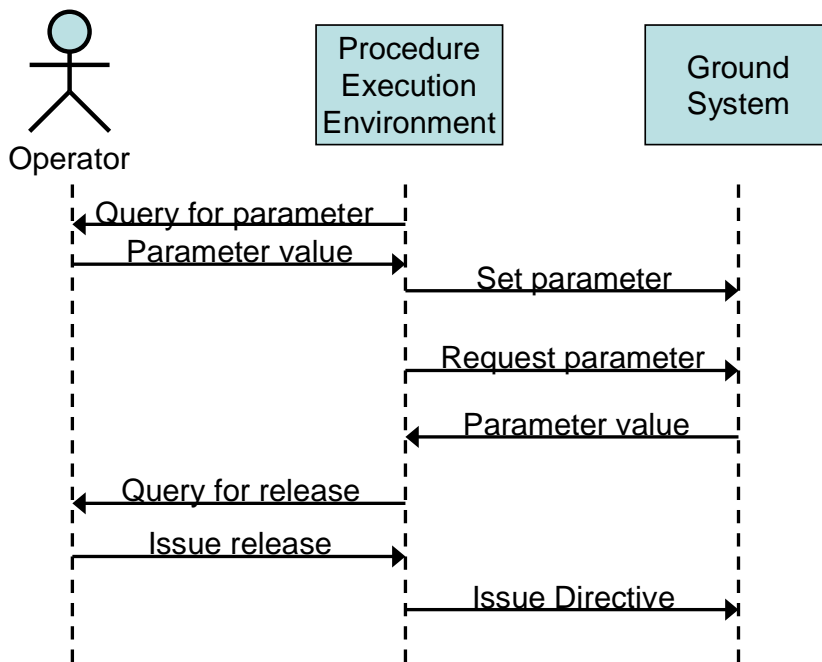 Procedure
Execution
Environment
Ground
System
Operator
Query for parameter
Parameter value
Set parameter
Request parameter
Parameter value
Query for release
Issue release
Issue Directive